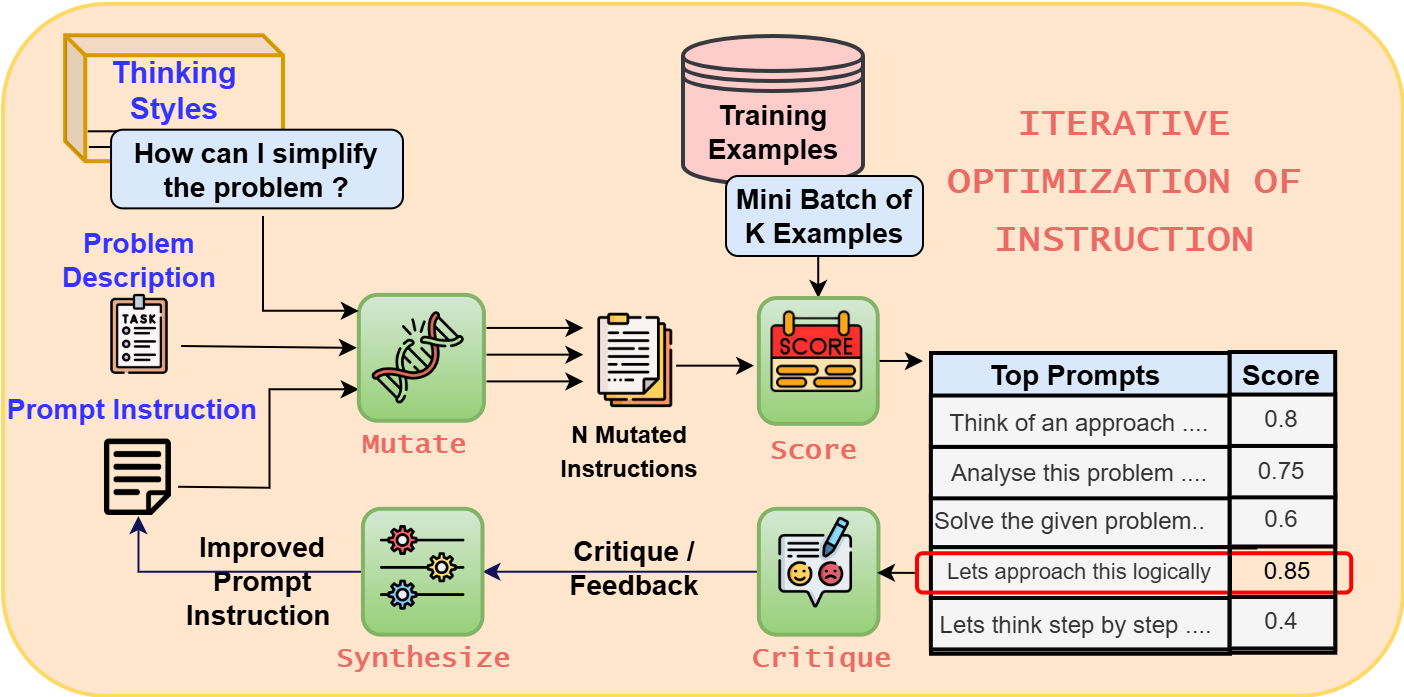 Thinking
Styles
How can I simplify
the problem ?
Training
Examples
Mini Batch of
K Examples
ITERATIVE
OPTIMIZATION OF
INSTRUCTION
Problem
Description
TASK
Prompt Instruction
Mutate
N Mutated
Instructions
SCORE
Score
Top Prompts Score
Think of an approach .... 0.8
Analyse this problem .... 0.75
Solve the given problem.. 0.6
Lets approach this logically 0.85
Lets think step by step .... 0.4
Critique
Critique /
Feedback
Synthesize
Improved
Prompt
Instruction